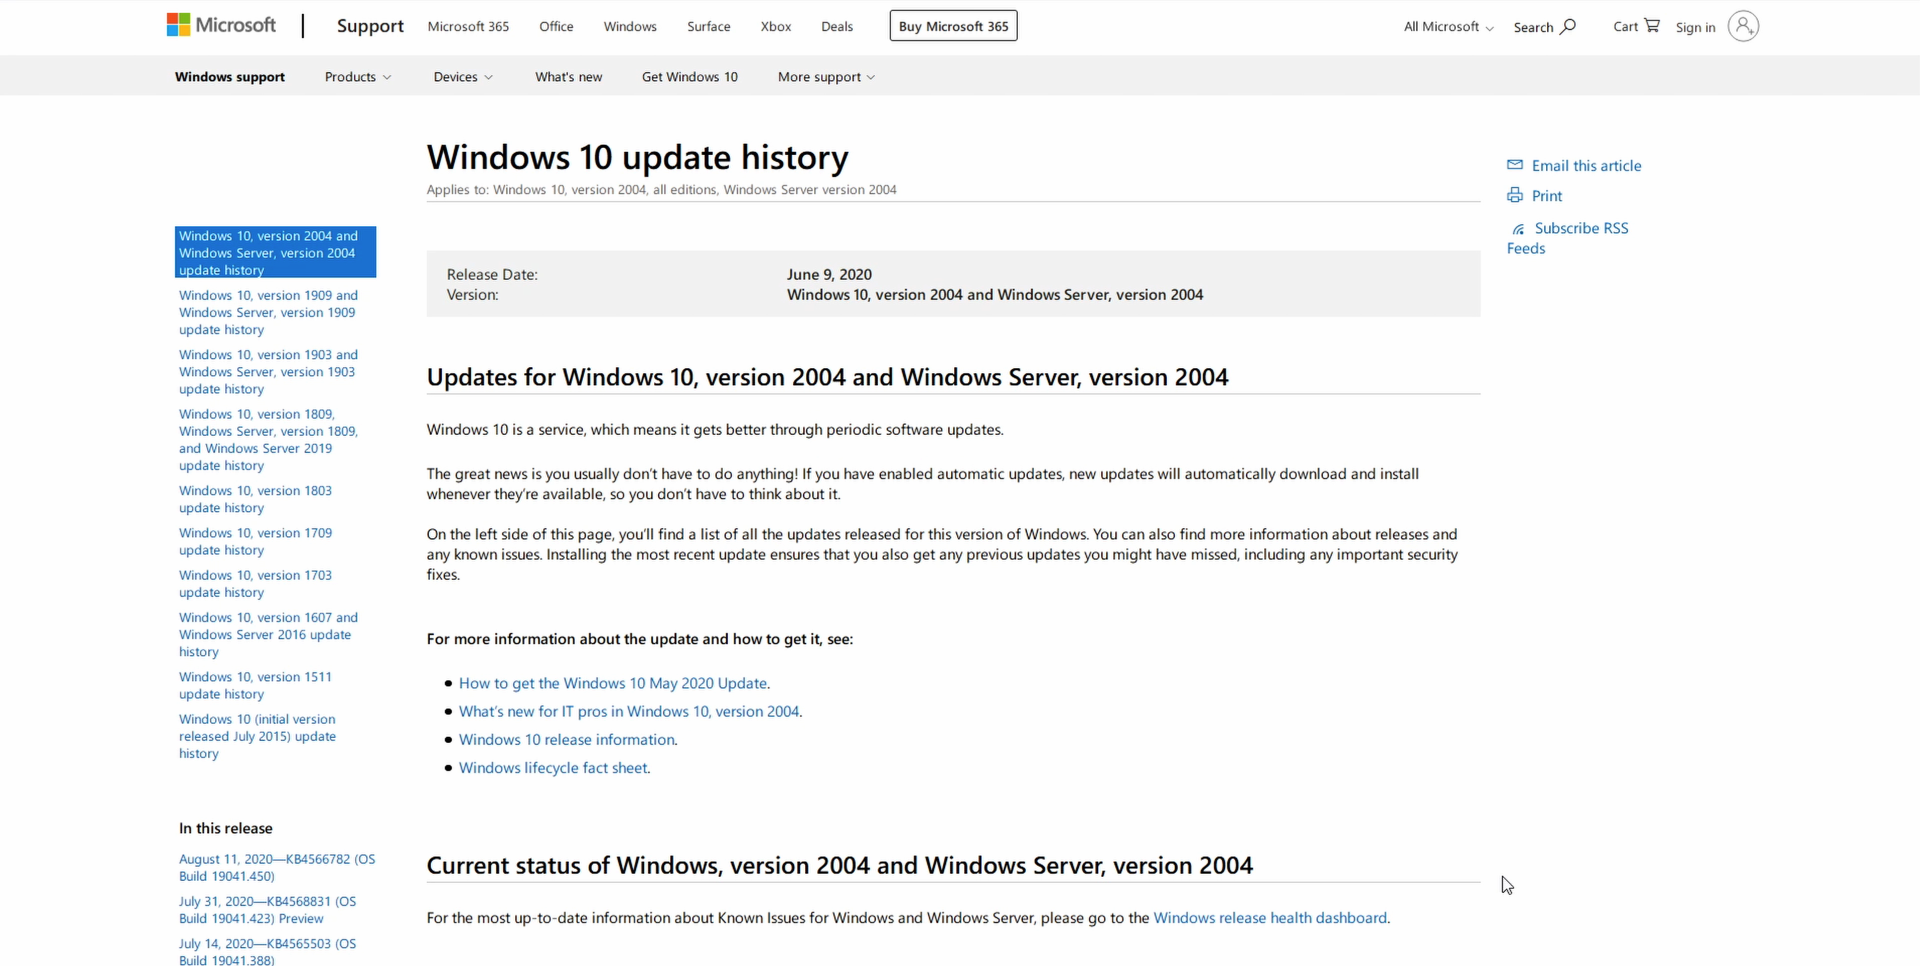 Microsoft Support Microsoft 365 Office Windows Surface Xbox Deals Buy Microsoft 365 All Microsoft Search Cart Sign in
Windows support Products Devices What's new Get Windows 10 More support
Windows 10, version 2004 and
Windows Server, version 2004
update history
Windows 10, version 1909 and
Windows Server, version 1909
update history
Windows 10, version 1903 and
Windows Server, version 1903
update history
Windows 10, version 1809,
Windows Server, version 1809,
and Windows Server 2019
update history
Windows 10, version 1803
update history
Windows 10, version 1709
update history
Windows 10, version 1703
update history
Windows 10, version 1607 and
Windows Server 2016 update
history
Windows 10, version 1511
update history
Windows 10 (initial version
released July 2015) update
history
In this release
August 11, 2020—KB4566782 (OS
Build 19041.450)
July 31, 2020—KB4568831 (OS
Build 19041.423) Preview
July 14, 2020—KB4565503 (OS
Build 19041.388)
Windows 10 update history
Applies to: Windows 10, version 2004, all editions, Windows Server version 2004
Release Date: June 9, 2020
Version: Windows 10, version 2004 and Windows Server, version 2004
Updates for Windows 10, version 2004 and Windows Server, version 2004
Windows 10 is a service, which means it gets better through periodic software updates.
The great news is you usually don’t have to do anything! If you have enabled automatic updates, new updates will automatically download and install
whenever they’re available, so you don’t have to think about it.
On the left side of this page, you’ll find a list of all the updates released for this version of Windows. You can also find more information about releases and
any known issues. Installing the most recent update ensures that you also get any previous updates you might have missed, including any important security
fixes.
For more information about the update and how to get it, see:
How to get the Windows 10 May 2020 Update.
What’s new for IT pros in Windows 10, version 2004.
Windows 10 release information.
Windows lifecycle fact sheet.
Current status of Windows, version 2004 and Windows Server, version 2004
For the most up-to-date information about Known Issues for Windows and Windows Server, please go to the Windows release health dashboard.
Email this article
Print
Subscribe RSS
Feeds